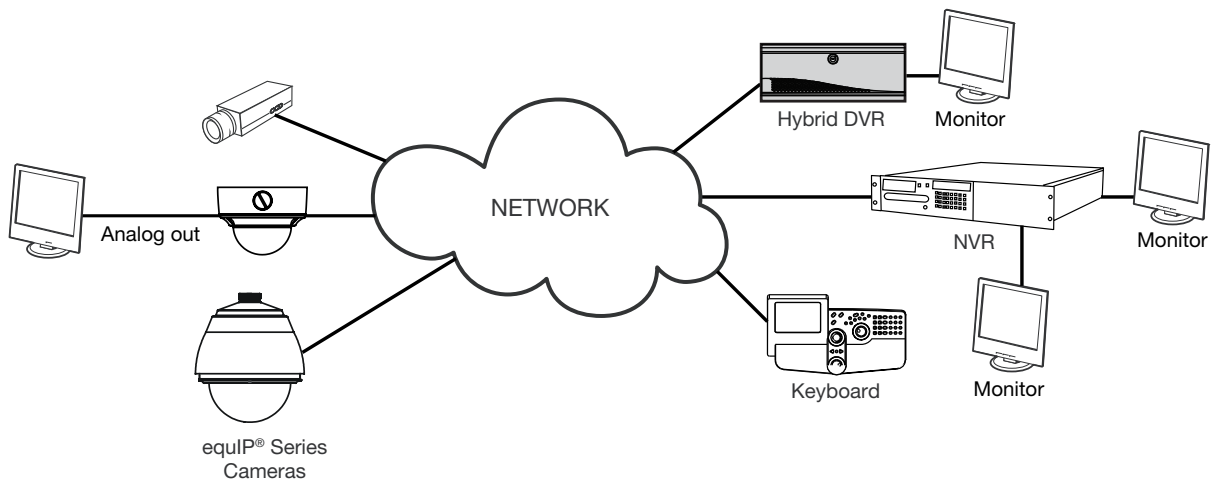 Hybrid DVR
Monitor
Analog out
NETWORK
NVR
Monitor
Keyboard
Monitor
equIP® Series
Cameras